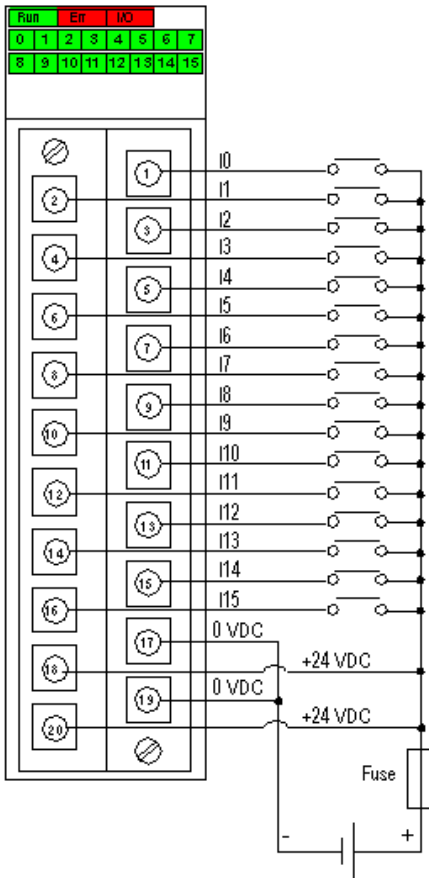 Run Err I/O
0 1 2 3 4 5 6 7
8 9 10 11 12 13 14 15
1 I0
2 I1
3 I2
4 I3
5 I4
6 I5
7 I6
8 I7
9 I8
10 I9
11 I10
12 I11
13 I12
14 I13
15 I14
16 I15
17 0 VDC
18 +24 VDC
19 0 VDC
20 +24 VDC
Fuse
- +